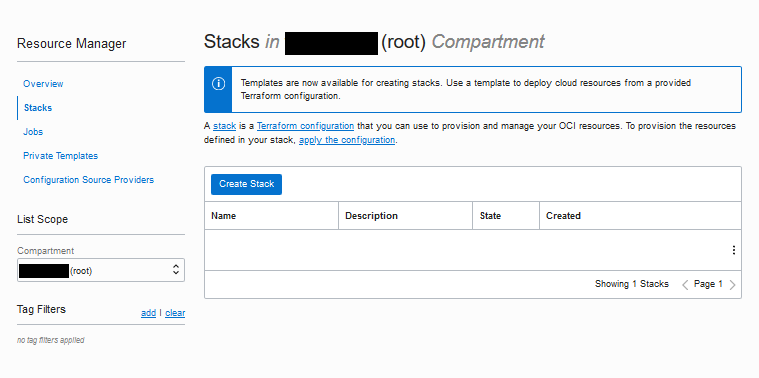 Resource Manager
Overview
Stacks
Jobs
Private Templates
Configuration Source Providers
List Scope
Compartment
(root)
Tag Filters
add | clear
no tag filters applied
Stacks in (root) Compartment
Templates are now available for creating stacks. Use a template to deploy cloud resources from a provided
Terraform configuration.
A stack is a Terraform configuration that you can use to provision and manage your OCI resources. To provision the resources
defined in your stack, apply the configuration.
Create Stack
Name Description State Created
Showing 1 Stacks Page 1